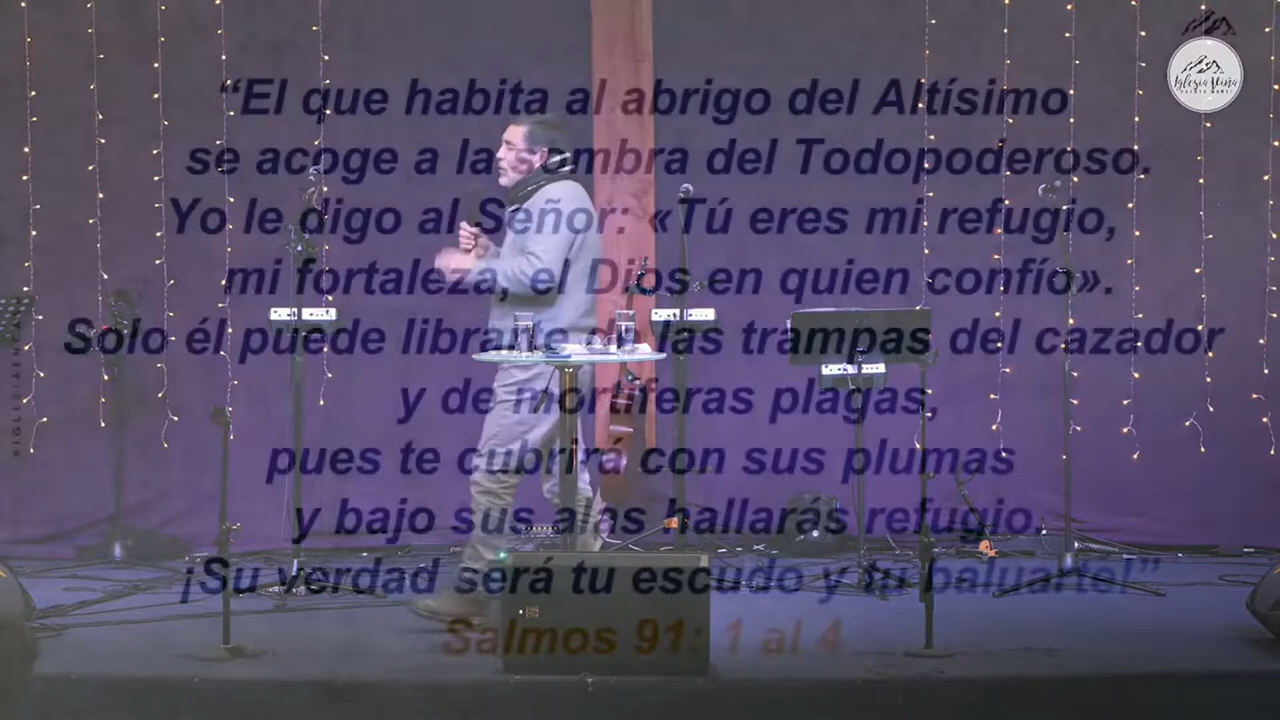 “El que habita al abrigo del Altísimo
se acoge a la sombra del Todopoderoso.
Yo le digo al Señor: «Tú eres mi refugio,
mi fortaleza, el Dios en quien confío».
Solo él puede librarte de las trampas del cazador
y de mortíferas plagas,
pues te cubrirá con sus plumas
y bajo sus alas hallarás refugio.
¡Su verdad será tu escudo y tu baluarte!”
Salmos 91: 1 al 4
Iglesia Viña